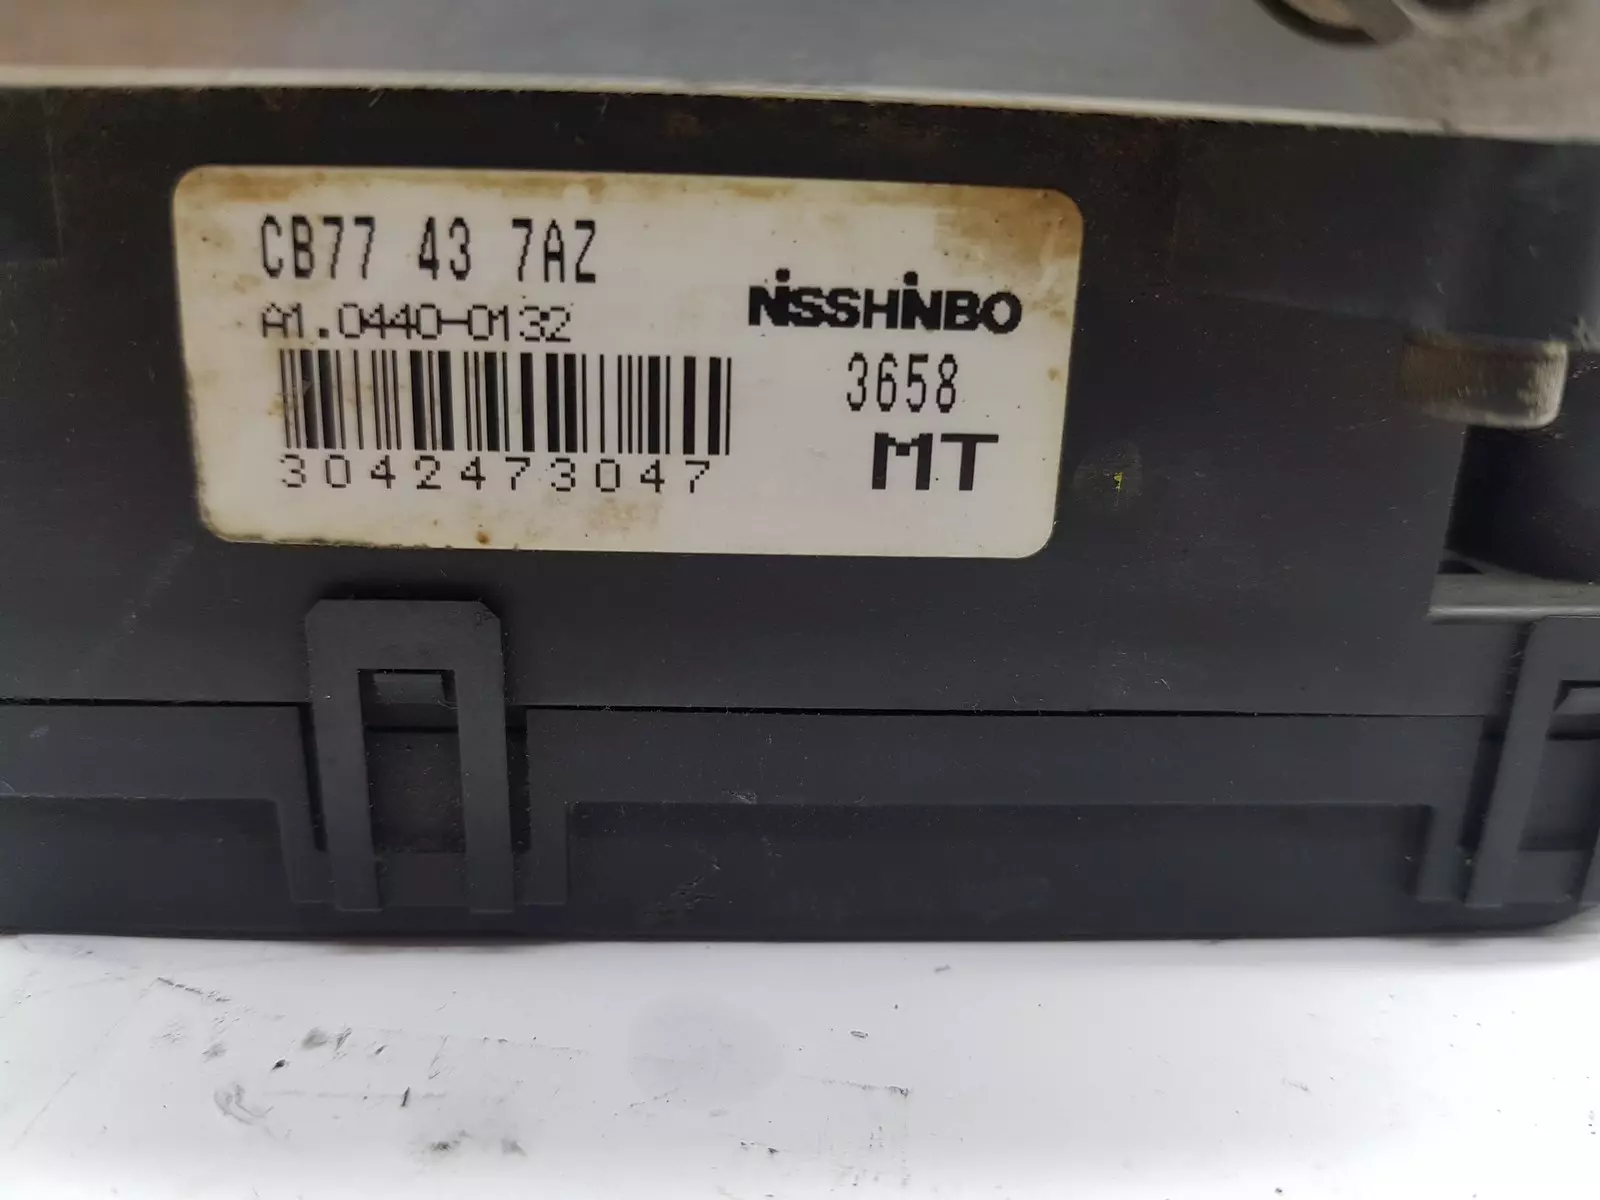 CB77 43 7AZ
A1.0440-0132
NiSSHiNBO
3658
3042473047
MT